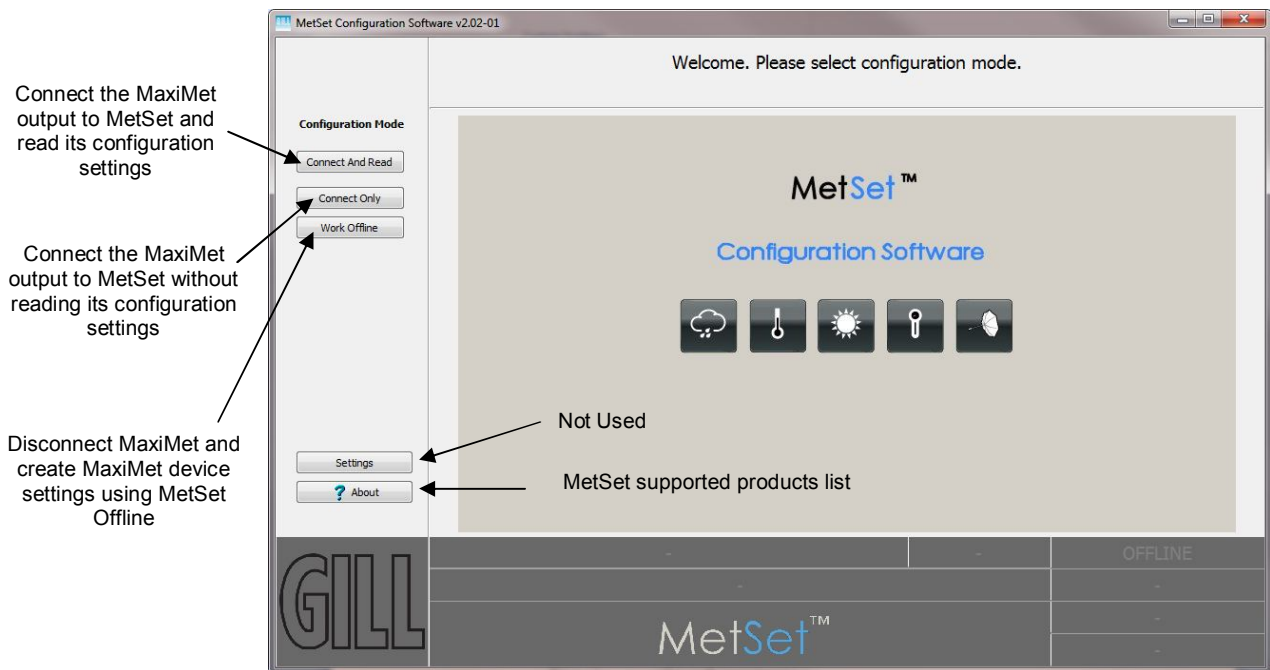 MetSet Configuration Software v2.02-01
Welcome. Please select configuration mode.
Connect the MaxiMet
output to MetSet and
read its configuration
settings
Configuration Mode
Connect And Read
Connect Only
Work Offline
MetSet™
Configuration Software
Connect the MaxiMet
output to MetSet without
reading its configuration
settings
Disconnect MaxiMet and
create MaxiMet device
settings using MetSet
Offline
Not Used
Settings
MetSet supported products list
? About
GILL
- - OFFLINE
- -
MetSet™ -
-